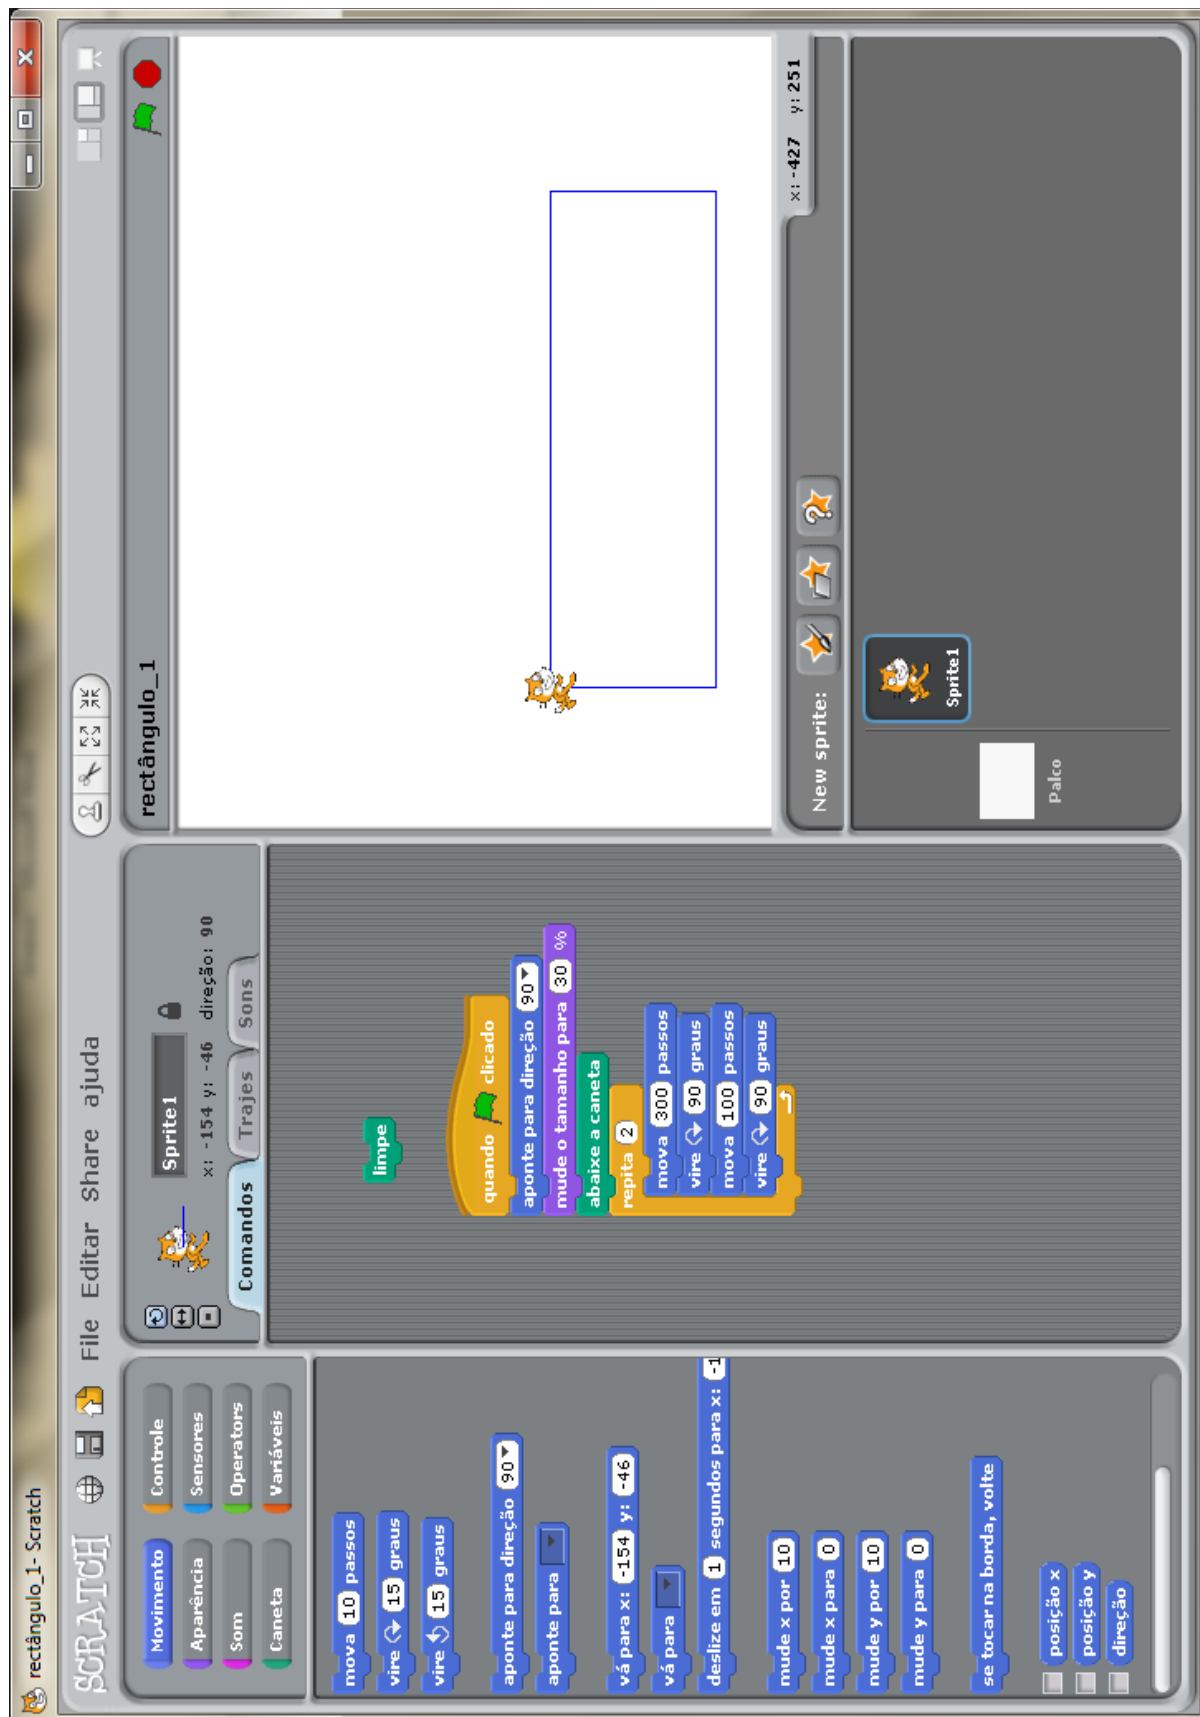 rectângulo_1 - Scratch
SCRATCH
File Editar Share ajuda
Movimento
Controle
Aparência
Sensores
Som
Operators
Caneta
Variáveis
mova 10 passos
vire 15 graus
vire 15 graus
aponte para direção 90
aponte para
vá para x: -154 y: -46
vá para
deslize em 1 segundos para x: -1
mude x por 10
mude x para 0
mude y por 10
mude y para 0
se tocar na borda, volte
posição x
posição y
direção
Sprite1
x: -154 y: -46 direção: 90
Comandos
Trajes
Sons
limpe
quando clicado
aponte para direção 90
mude o tamanho para 30 %
abaixe a caneta
repita 2
mova 300 passos
vire 90 graus
mova 100 passos
vire 90 graus
rectângulo_1
x: -427 y: 251
New sprite:
Sprite1
Palco